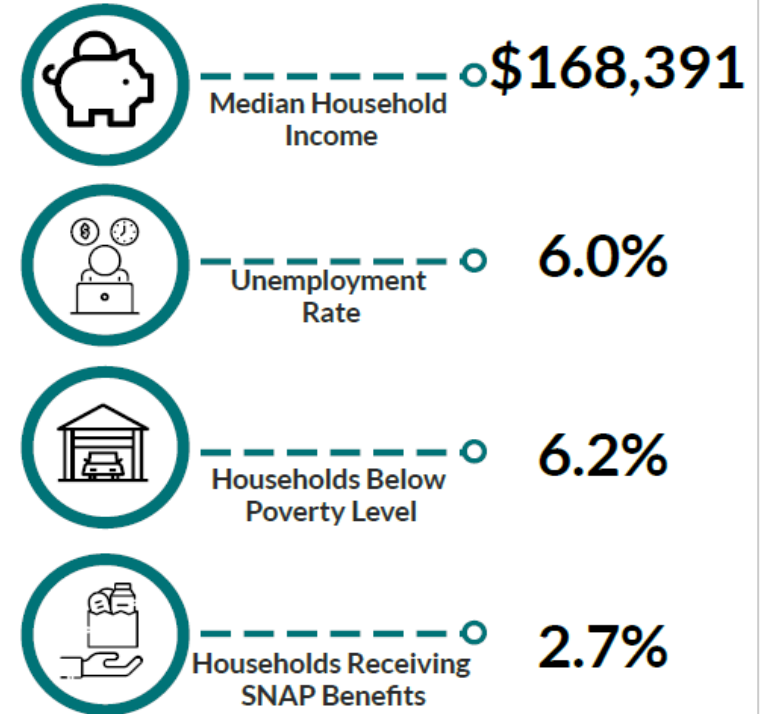 $168,391
Median Household
Income
6.0%
Unemployment
Rate
6.2%
Households Below
Poverty Level
2.7%
Households Receiving
SNAP Benefits